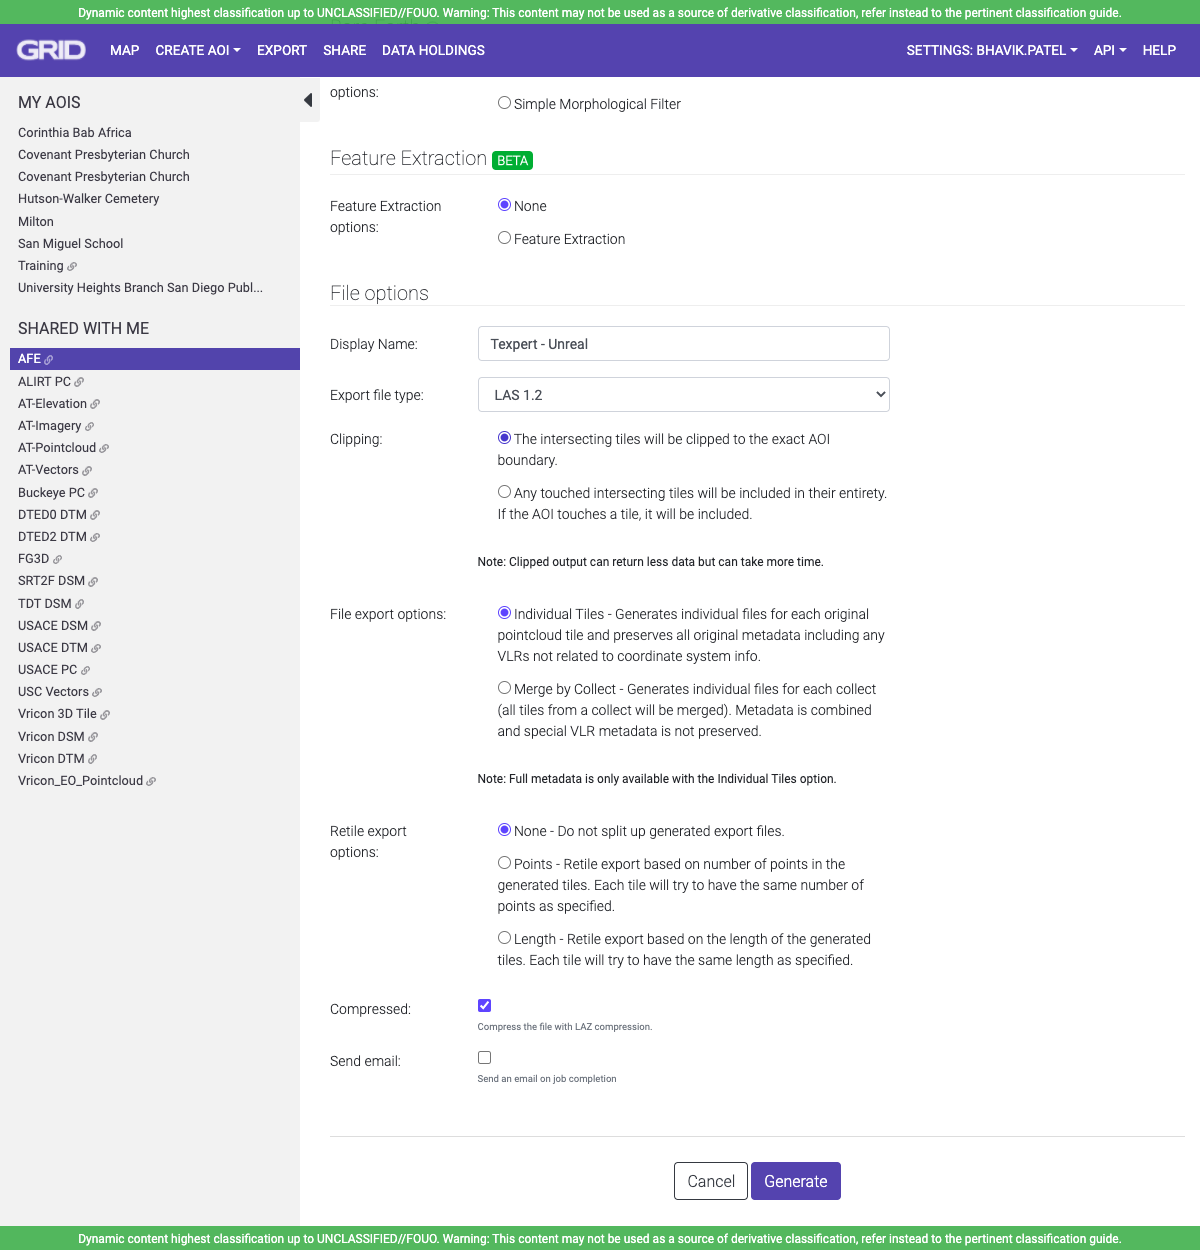 Dynamic content highest classification up to UNCLASSIFIED//FOUO. Warning: This content may not be used as a source of derivative classification, refer instead to the pertinent classification guide.
GRID MAP CREATE AOI EXPORT SHARE DATA HOLDINGS SETTINGS: BHAVIK.PATEL API HELP
MY AOIS
Corinthia Bab Africa
Covenant Presbyterian Church
Covenant Presbyterian Church
Hutson-Walker Cemetery
Milton
San Miguel School
Training
University Heights Branch San Diego Publ...
SHARED WITH ME
AFE
ALIRT PC
AT-Elevation
AT-Imagery
AT-Pointcloud
AT-Vectors
Buckeye PC
DTED0 DTM
DTED2 DTM
FG3D
SRT2F DSM
TDT DSM
USACE DSM
USACE DTM
USACE PC
USC Vectors
Vricon 3D Tile
Vricon DSM
Vricon DTM
Vricon_EO_Pointcloud
options:
Simple Morphological Filter
Feature Extraction BETA
Feature Extraction
options:
None
Feature Extraction
File options
Display Name: Texpert - Unreal
Export file type: LAS 1.2
Clipping:
The intersecting tiles will be clipped to the exact AOI
boundary.
Any touched intersecting tiles will be included in their entirety.
If the AOI touches a tile, it will be included.
Note: Clipped output can return less data but can take more time.
File export options:
Individual Tiles - Generates individual files for each original
pointcloud tile and preserves all original metadata including any
VLRs not related to coordinate system info.
Merge by Collect - Generates individual files for each collect
(all tiles from a collect will be merged). Metadata is combined
and special VLR metadata is not preserved.
Note: Full metadata is only available with the Individual Tiles option.
Retile export
options:
None - Do not split up generated export files.
Points - Retile export based on number of points in the
generated tiles. Each tile will try to have the same number of
points as specified.
Length - Retile export based on the length of the generated
tiles. Each tile will try to have the same length as specified.
Compressed:
Compress the file with LAZ compression.
Send email:
Send an email on job completion
Cancel Generate
Dynamic content highest classification up to UNCLASSIFIED//FOUO. Warning: This content may not be used as a source of derivative classification, refer instead to the pertinent classification guide.